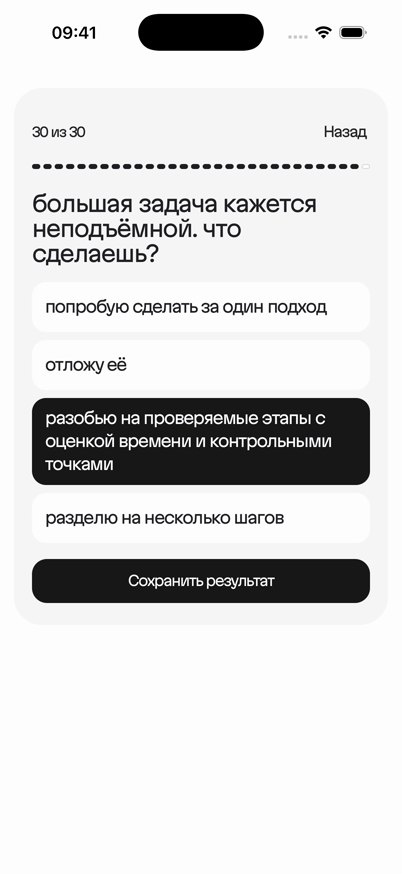 09:41
30 из 30
Назад
большая задача кажется
неподъёмной. что
сделаешь?
попробую сделать за один подход
отложу её
разобью на проверяемые этапы с
оценкой времени и контрольными
точками
разделю на несколько шагов
Сохранить результат